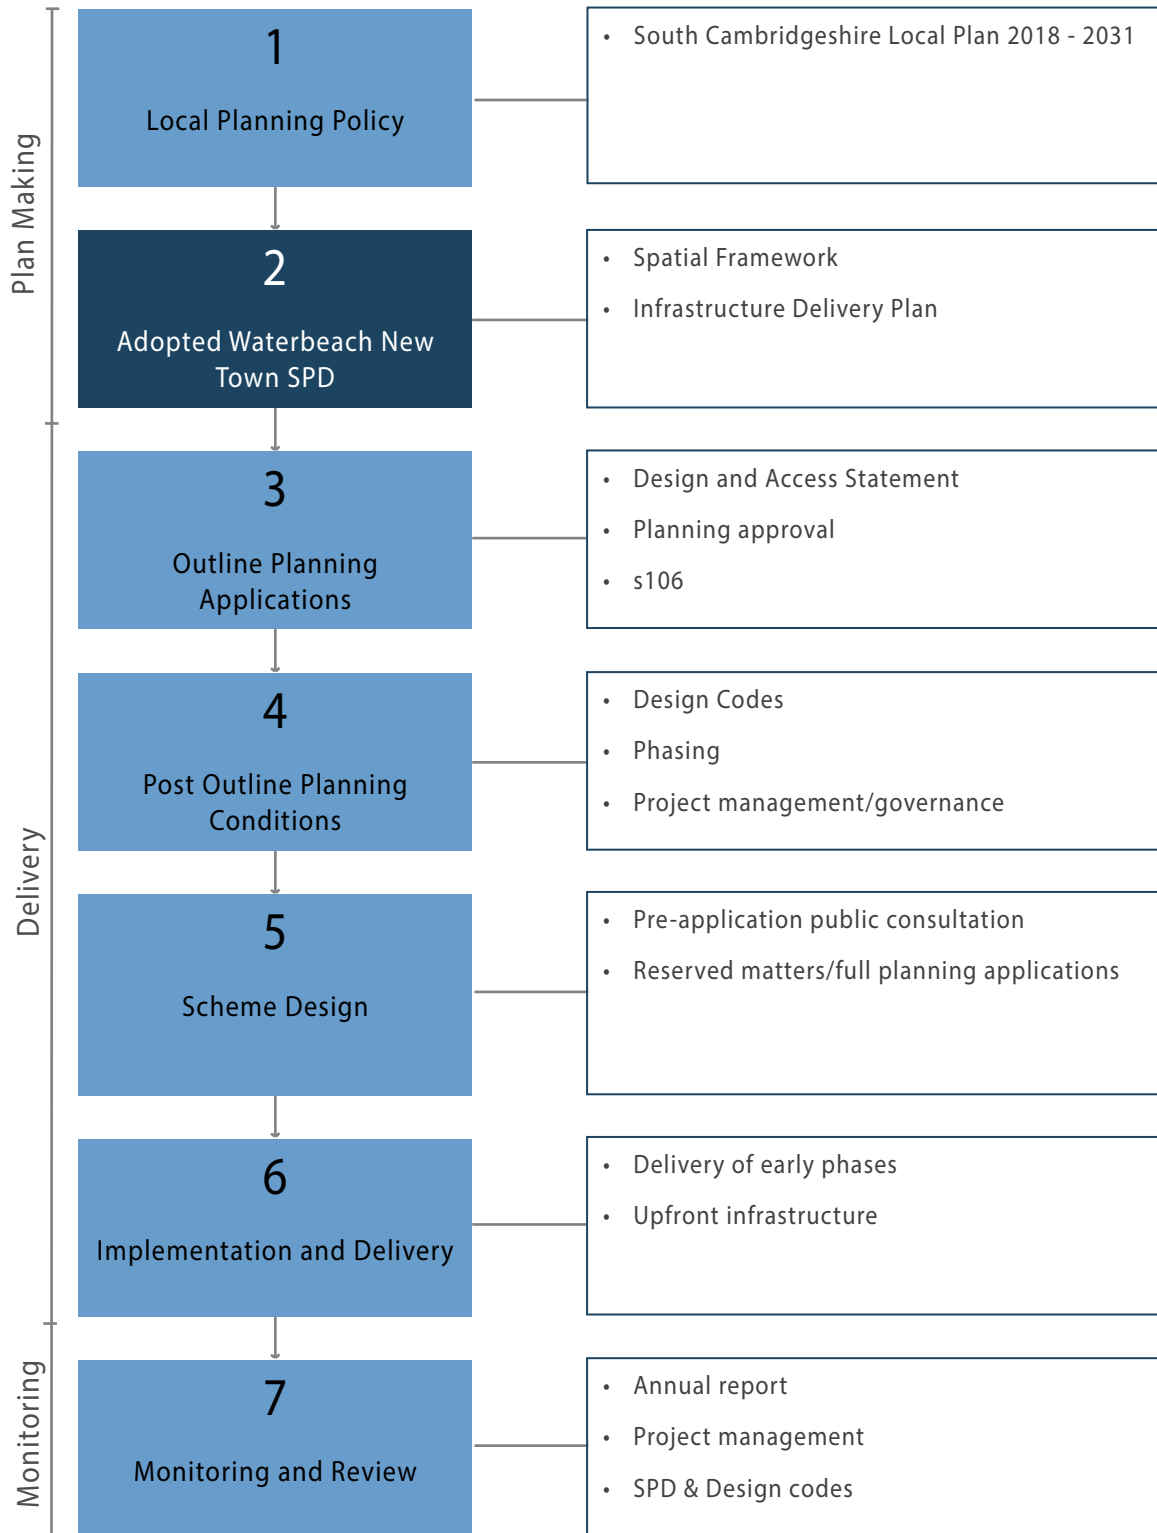 Plan Making
1
Local Planning Policy
• South Cambridgeshire Local Plan 2018 - 2031
2
Adopted Waterbeach New
Town SPD
• Spatial Framework
• Infrastructure Delivery Plan
Delivery
3
Outline Planning
Applications
• Design and Access Statement
• Planning approval
• s106
4
Post Outline Planning
Conditions
• Design Codes
• Phasing
• Project management/governance
5
Scheme Design
• Pre-application public consultation
• Reserved matters/full planning applications
6
Implementation and Delivery
• Delivery of early phases
• Upfront infrastructure
Monitoring
7
Monitoring and Review
• Annual report
• Project management
• SPD & Design codes